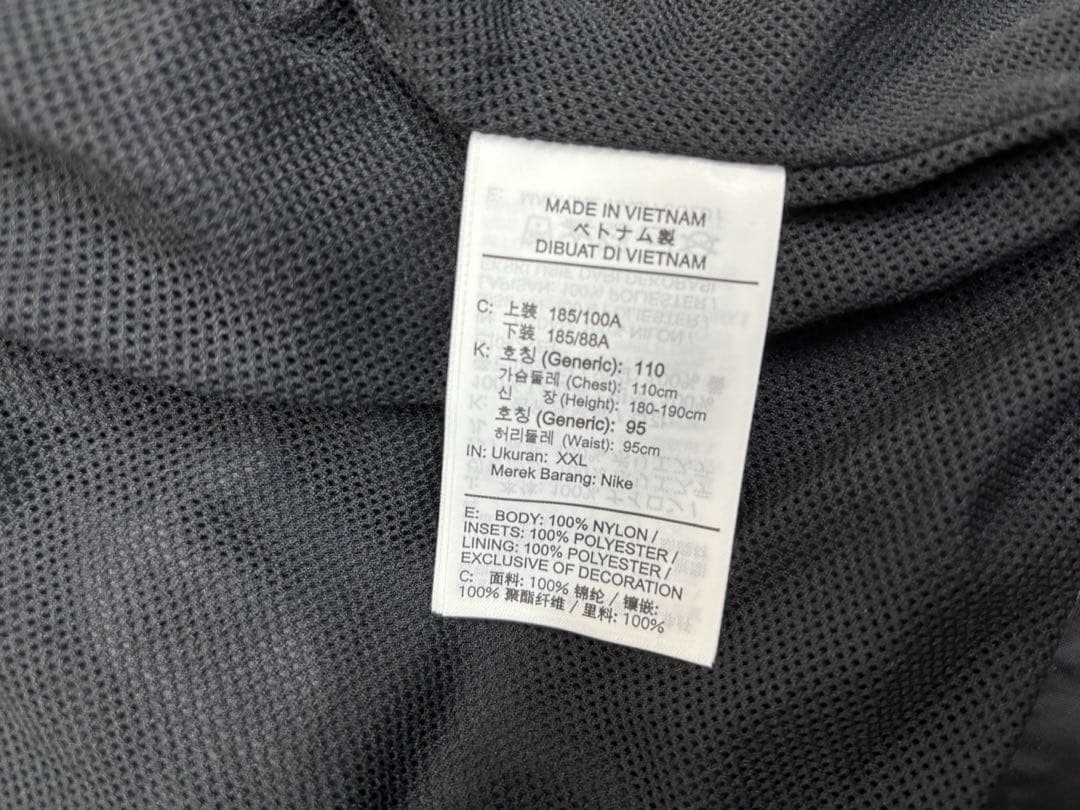 MADE IN VIETNAM
ベトナム製
DIBUAT DI VIETNAM
C: 上装 185/100A
下装 185/88A
K: 호칭 (Generic): 110
가슴둘레 (Chest): 110cm
신 장 (Height): 180-190cm
호칭 (Generic): 95
허리둘레 (Waist): 95cm
IN: Ukuran: XXL
Merek Barang: Nike
E: BODY: 100% NYLON /
INSETS: 100% POLYESTER /
LINING: 100% POLYESTER /
EXCLUSIVE OF DECORATION
C: 面料: 100% 锦纶 / 镶嵌:
100% 聚酯纤维 / 里料: 100%